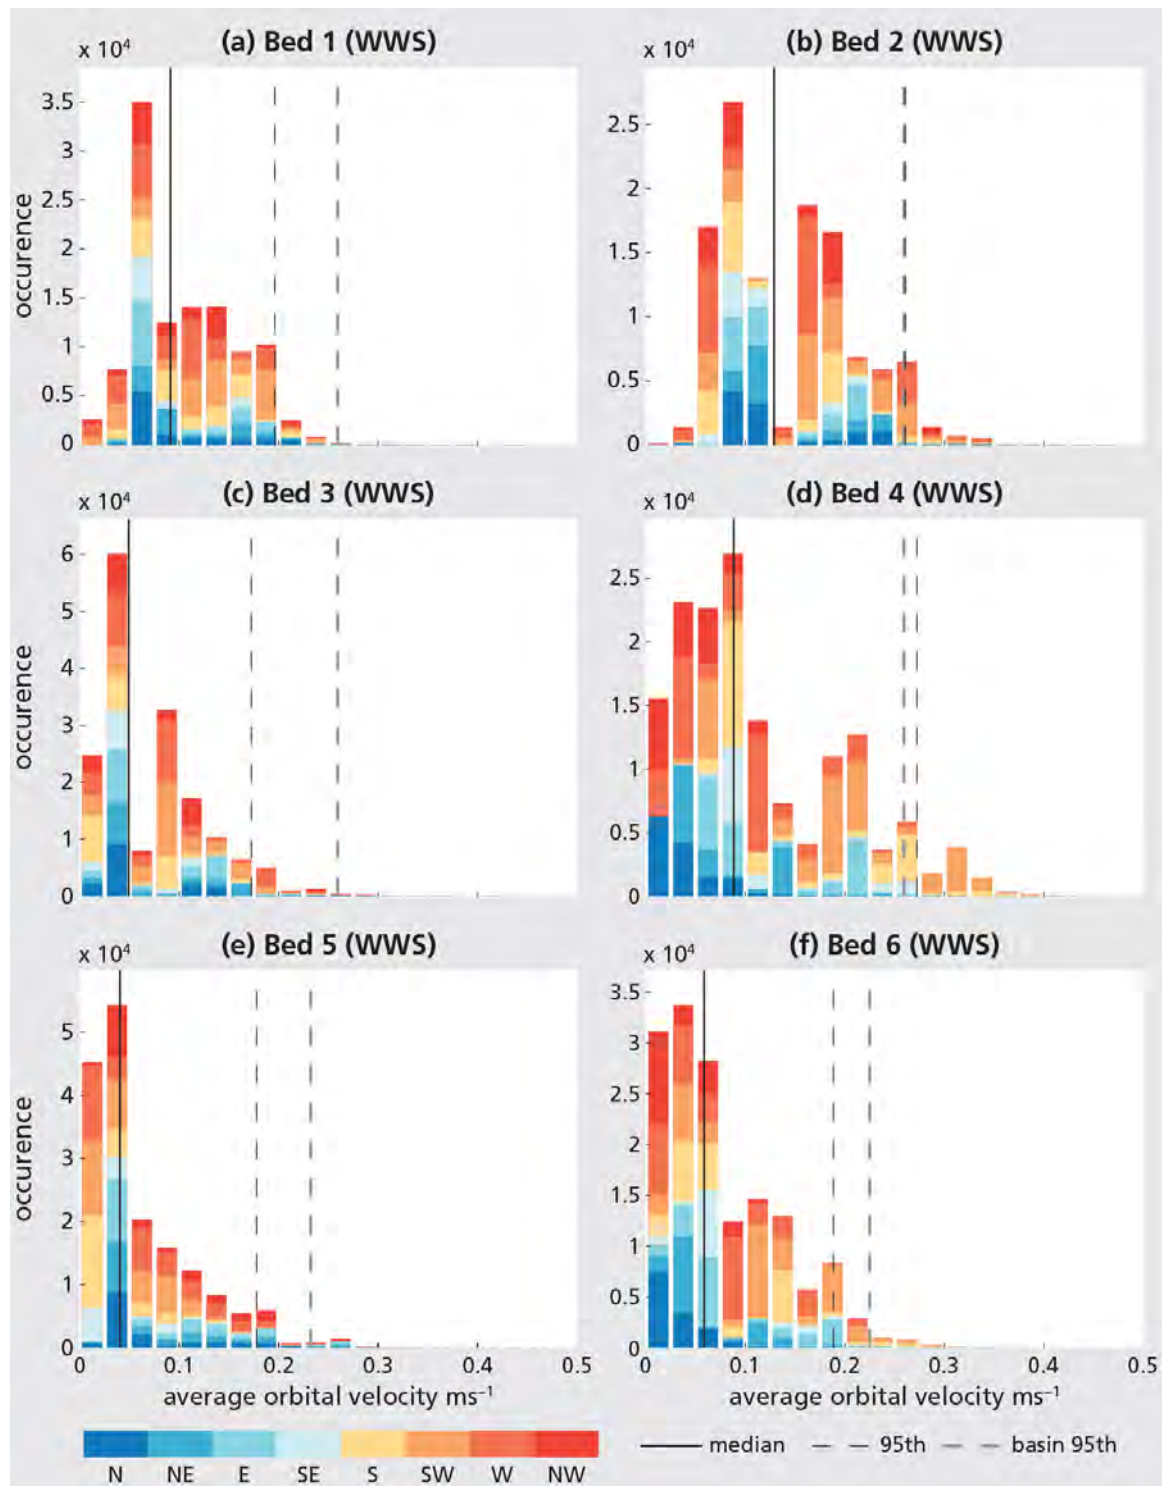 (a) Bed 1 (WWS)
(b) Bed 2 (WWS)
x 10⁴
x 10⁴
3.5
3
2.5
2
1.5
1
0.5
0
occurence
2.5
2
1.5
1
0.5
0
(c) Bed 3 (WWS)
(d) Bed 4 (WWS)
x 10⁴
x 10⁴
6
5
4
3
2
1
0
occurence
2.5
2
1.5
1
0.5
0
(e) Bed 5 (WWS)
(f) Bed 6 (WWS)
x 10⁴
x 10⁴
5
4
3
2
1
0
occurence
3.5
3
2.5
2
1.5
1
0.5
0
0 0.1 0.2 0.3 0.4 0.5
0 0.1 0.2 0.3 0.4 0.5
average orbital velocity ms⁻¹
average orbital velocity ms⁻¹
N NE E SE S SW W NW
median 95th basin 95th